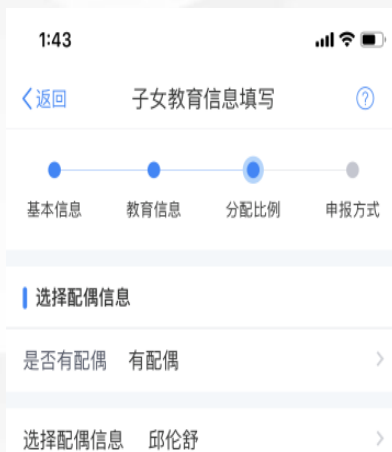 1:43
返回 子女教育信息填写 ?
基本信息 教育信息 分配比例 申报方式
选择配偶信息
是否有配偶 有配偶
选择配偶信息 邱伦舒